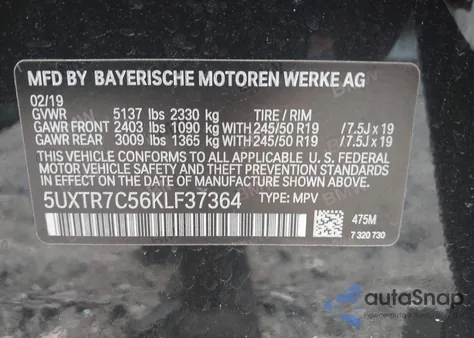 MFD BY BAYERISCHE MOTOREN WERKE AG
02/19
GVWR 5137 lbs 2330 kg TIRE / RIM
GAWR FRONT 2403 lbs 1090 kg WITH 245/50 R19 / 7.5J x 19
GAWR REAR 3009 lbs 1365 kg WITH 245/50 R19 / 7.5J x 19
THIS VEHICLE CONFORMS TO ALL APPLICABLE U. S. FEDERAL
MOTOR VEHICLE SAFETY AND THEFT PREVENTION STANDARDS
IN EFFECT ON THE DATE OF MANUFACTURE SHOWN ABOVE.
5UXTR7C56KLF37364 TYPE: MPV
475M
7 320 730
autoSnap